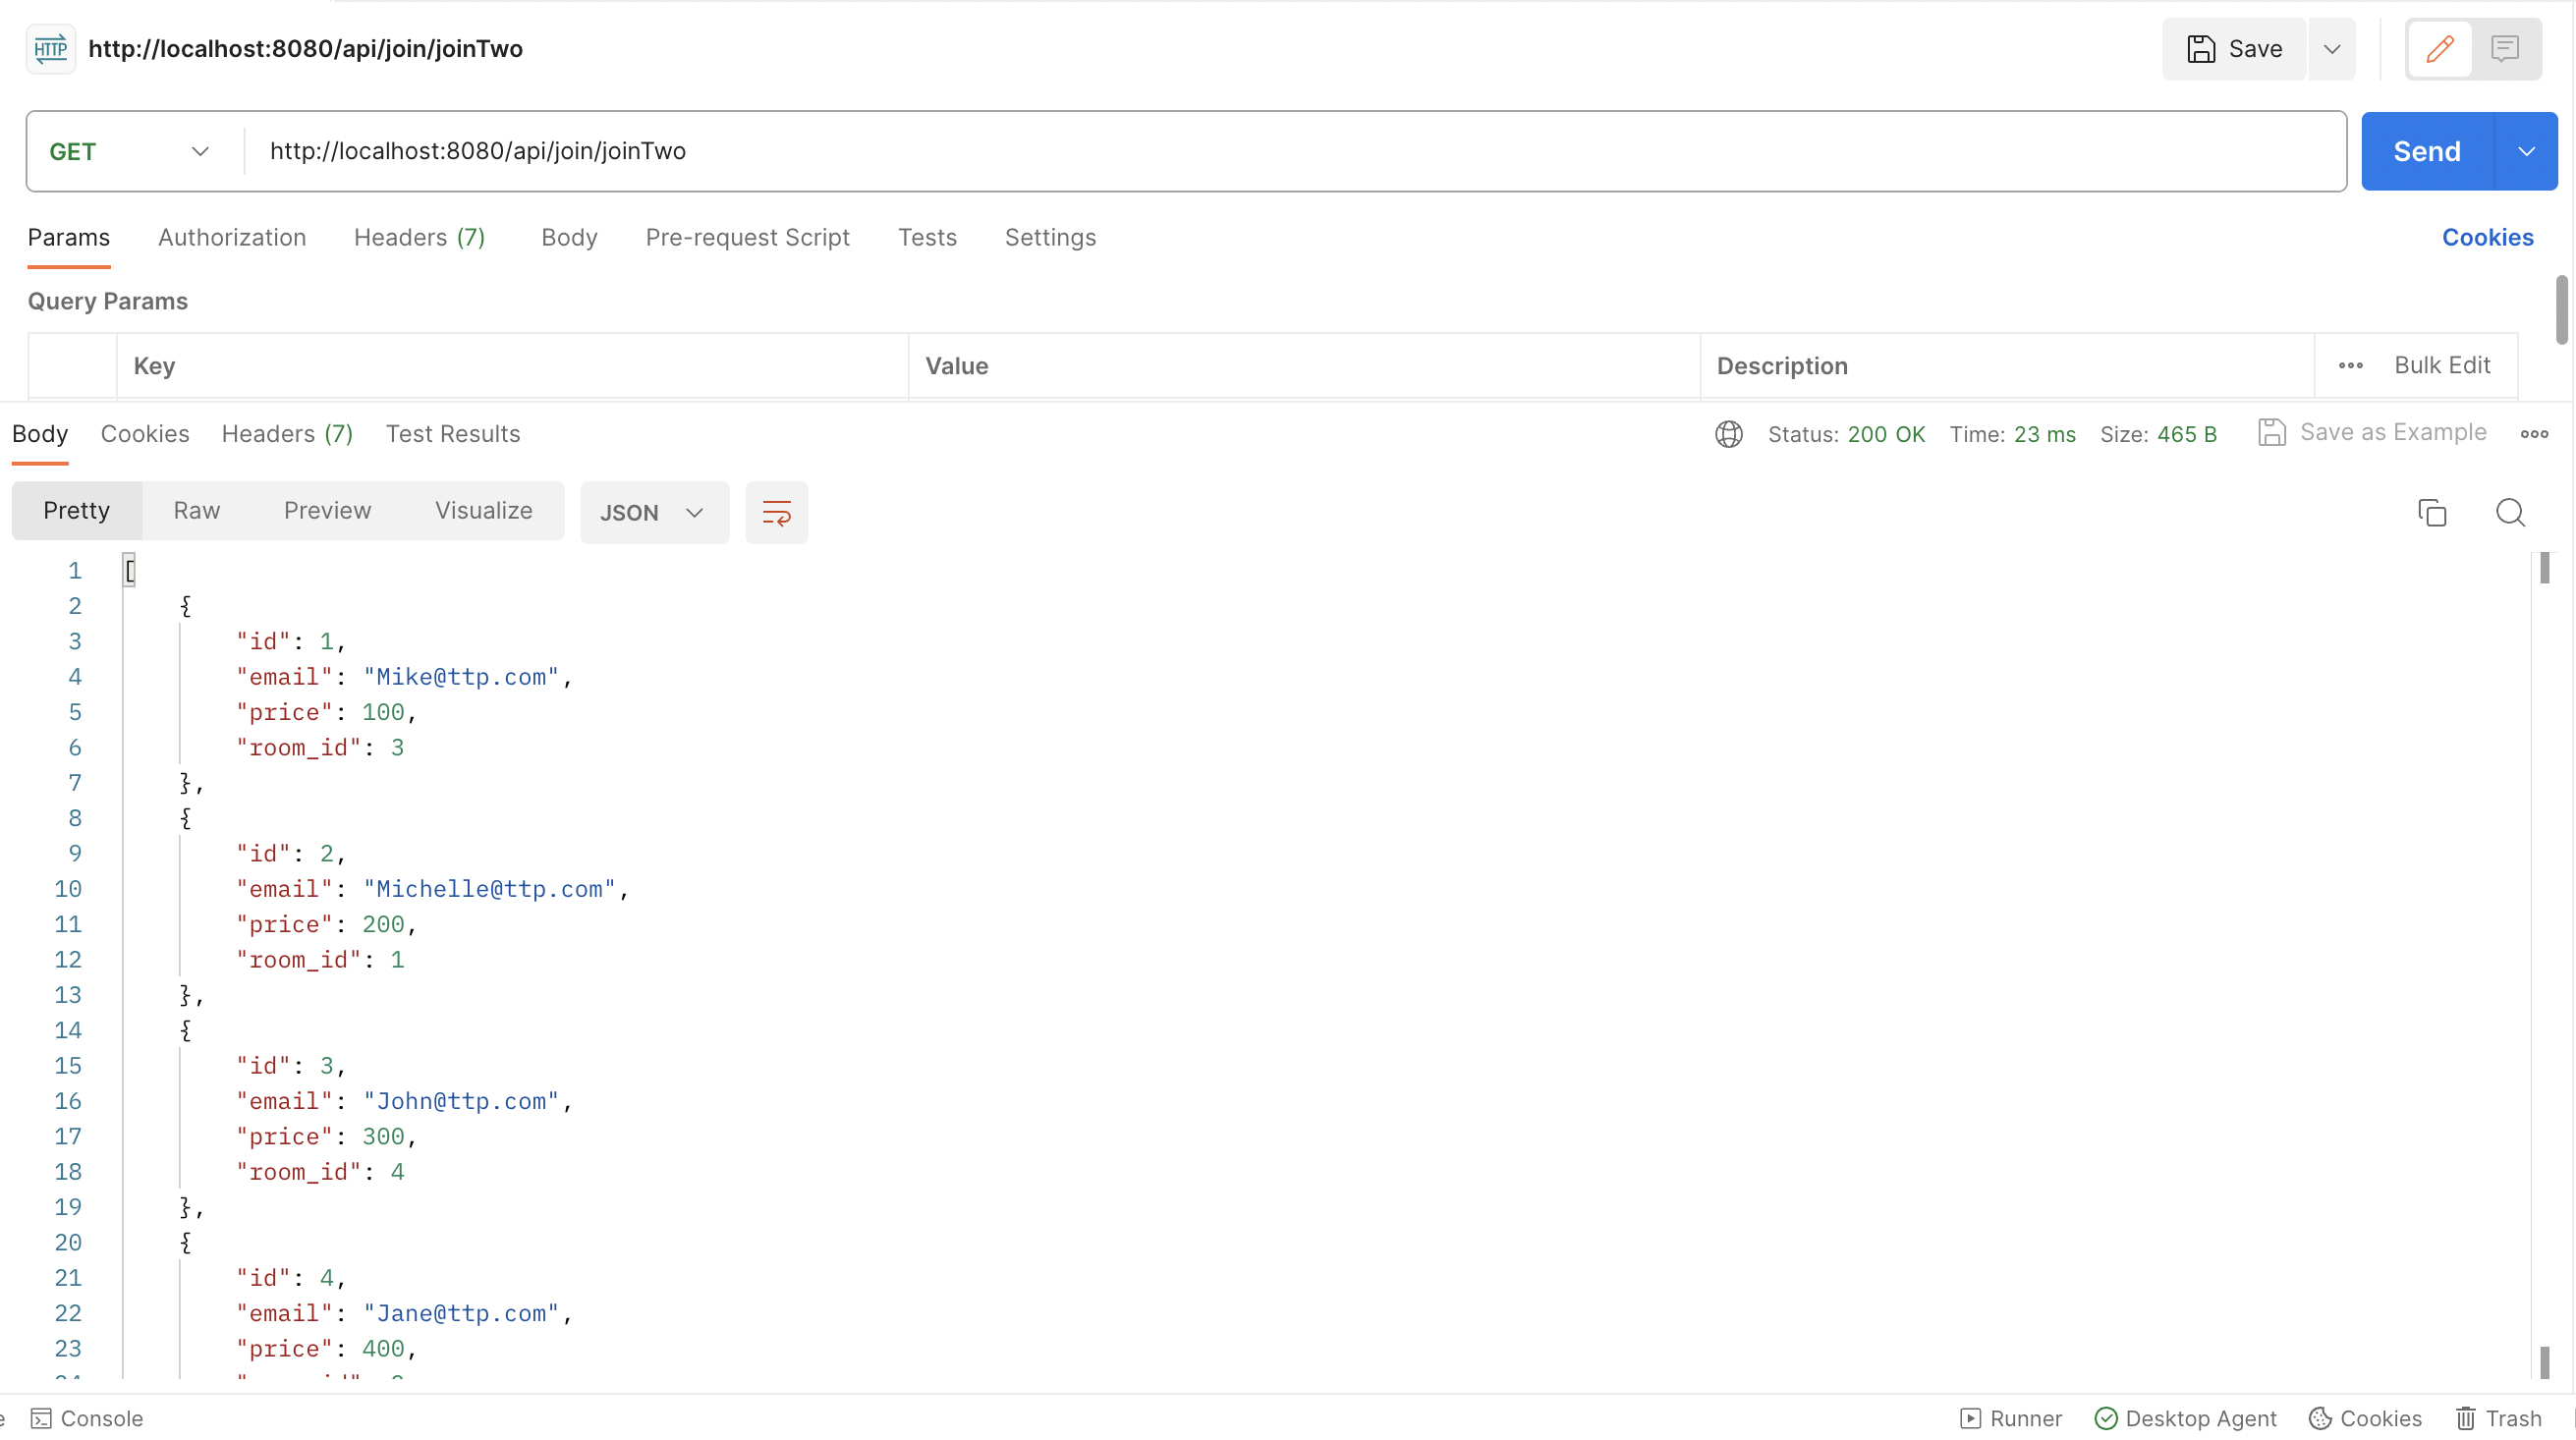 HTTP http://localhost:8080/api/join/joinTwo Save
GET http://localhost:8080/api/join/joinTwo Send
Params Authorization Headers (7) Body Pre-request Script Tests Settings Cookies
Query Params
Key Value Description Bulk Edit
Body Cookies Headers (7) Test Results Status: 200 OK Time: 23 ms Size: 465 B Save as Example
Pretty Raw Preview Visualize JSON
1 [
2 {
3 "id": 1,
4 "email": "Mike@ttp.com",
5 "price": 100,
6 "room_id": 3
7 },
8 {
9 "id": 2,
10 "email": "Michelle@ttp.com",
11 "price": 200,
12 "room_id": 1
13 },
14 {
15 "id": 3,
16 "email": "John@ttp.com",
17 "price": 300,
18 "room_id": 4
19 },
20 {
21 "id": 4,
22 "email": "Jane@ttp.com",
23 "price": 400,
Console Runner Desktop Agent Cookies Trash